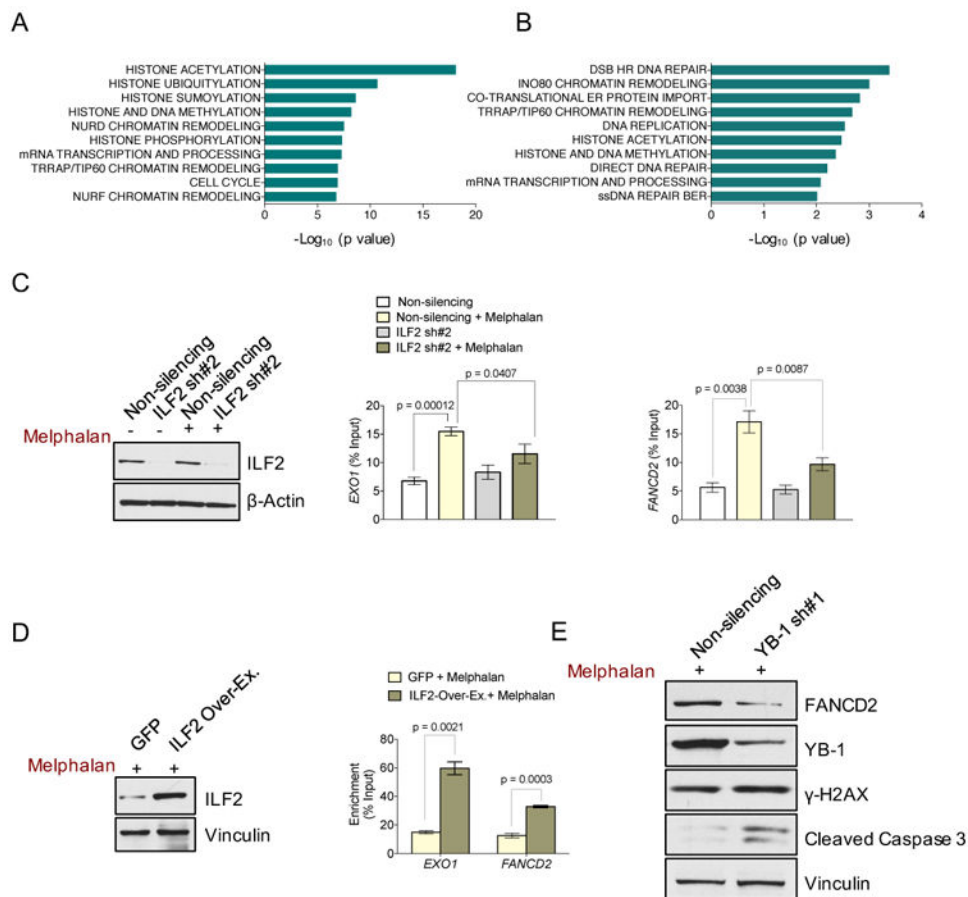 A
HISTONE ACETYLATION
HISTONE UBIQUITYLATION
HISTONE SUMOYLATION
HISTONE AND DNA METHYLATION
NURD CHROMATIN REMODELING
HISTONE PHOSPHORYLATION
mRNA TRANSCRIPTION AND PROCESSING
TRRAP/TIP60 CHROMATIN REMODELING
CELL CYCLE
NURF CHROMATIN REMODELING
0 5 10 15 20
-Log10 (p value)
B
DSB HR DNA REPAIR
INO80 CHROMATIN REMODELING
CO-TRANSLATIONAL ER PROTEIN IMPORT
TRRAP/TIP60 CHROMATIN REMODELING
DNA REPLICATION
HISTONE ACETYLATION
HISTONE AND DNA METHYLATION
DIRECT DNA REPAIR
mRNA TRANSCRIPTION AND PROCESSING
ssDNA REPAIR BER
0 1 2 3 4
-Log10 (p value)
C
Non-silencing
ILF2 sh#2
Non-silencing
ILF2 sh#2
Melphalan - - + +
ILF2
β-Actin
Non-silencing
Non-silencing + Melphalan
ILF2 sh#2
ILF2 sh#2 + Melphalan
p = 0.0407
p = 0.00012
EXO1 (% Input)
20
15
10
5
0
p = 0.0087
p = 0.0038
FANCD2 (% Input)
20
15
10
5
0
D
GFP
ILF2 Over-Ex.
Melphalan + +
ILF2
Vinculin
GFP + Melphalan
ILF2-Over-Ex.+ Melphalan
p = 0.0021
p = 0.0003
Enrichment
(% Input)
80
60
40
20
0
EXO1 FANCD2
E
Non-silencing
YB-1 sh#1
Melphalan + +
FANCD2
YB-1
γ-H2AX
Cleaved Caspase 3
Vinculin